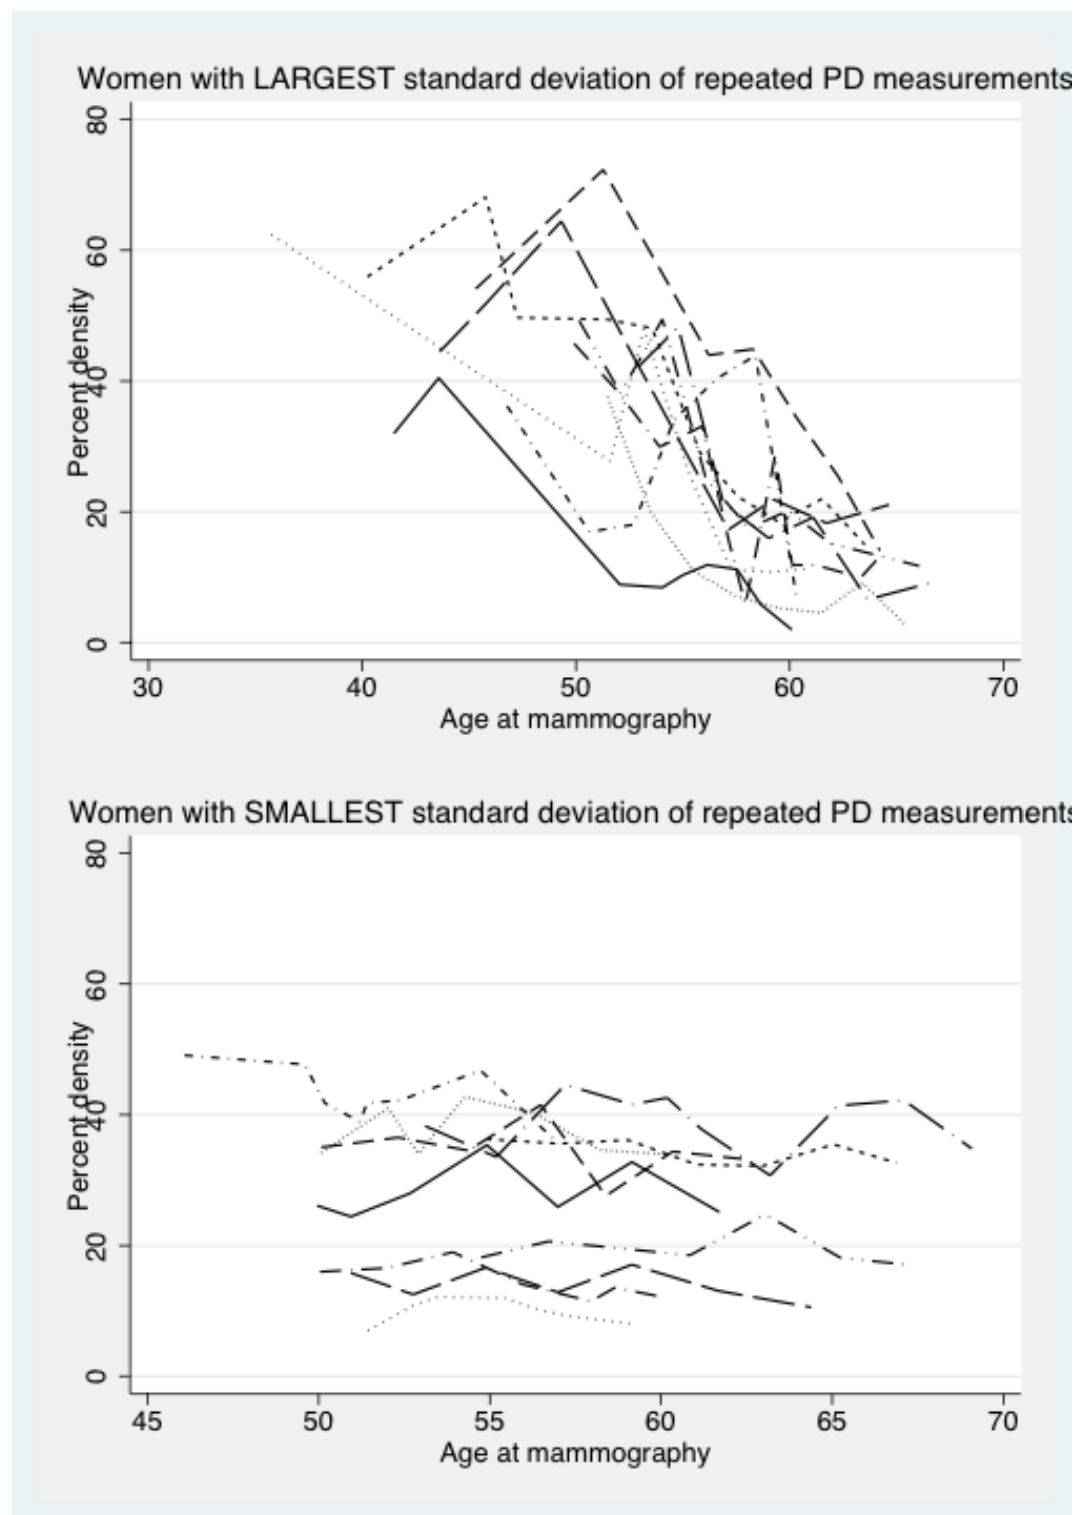 Women with LARGEST standard deviation of repeated PD measurements
80
60
40
20
0
Percent density
30 40 50 60 70
Age at mammography
Women with SMALLEST standard deviation of repeated PD measurements
80
60
40
20
0
Percent density
45 50 55 60 65 70
Age at mammography